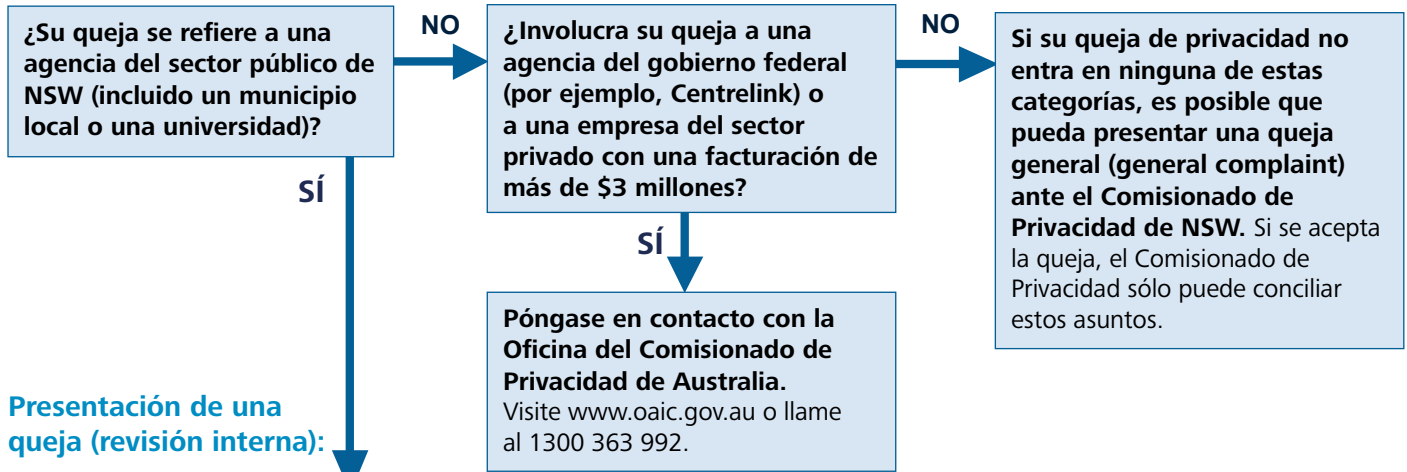 ¿Su queja se refiere a una
agencia del sector público de
NSW (incluido un municipio
local o una universidad)?
NO
¿Involucra su queja a una
agencia del gobierno federal
(por ejemplo, Centrelink) o
a una empresa del sector
privado con una facturación de
más de $3 millones?
NO
Si su queja de privacidad no
entra en ninguna de estas
categorías, es posible que
pueda presentar una queja
general (general complaint)
ante el Comisionado de
Privacidad de NSW. Si se acepta
la queja, el Comisionado de
Privacidad sólo puede conciliar
estos asuntos.
SÍ
SÍ
Póngase en contacto con la
Oficina del Comisionado de
Privacidad de Australia.
Visite www.oaic.gov.au o llame
al 1300 363 992.
Presentación de una
queja (revisión interna):